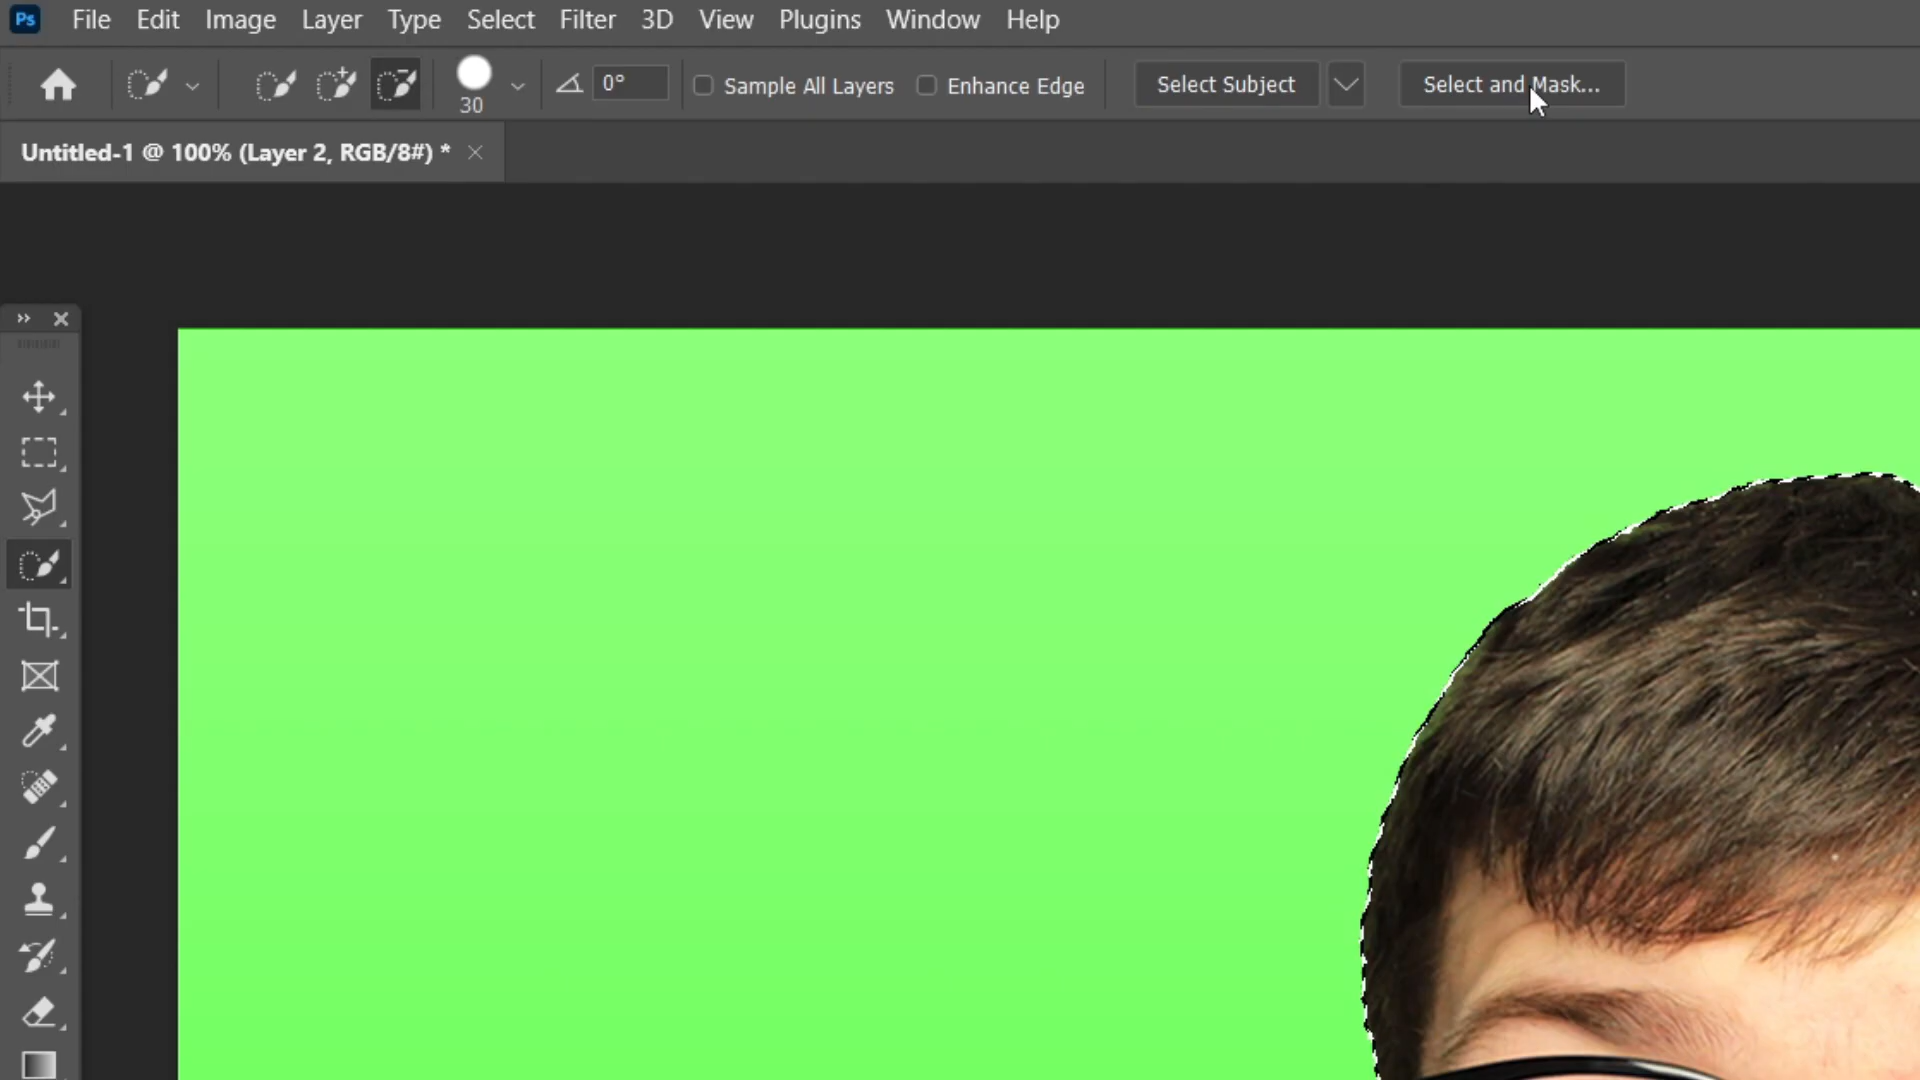 Ps File Edit Image Layer Type Select Filter 3D View Plugins Window Help
30 0° Sample All Layers Enhance Edge Select Subject Select and Mask...
Untitled-1 @ 100% (Layer 2, RGB/8#) *